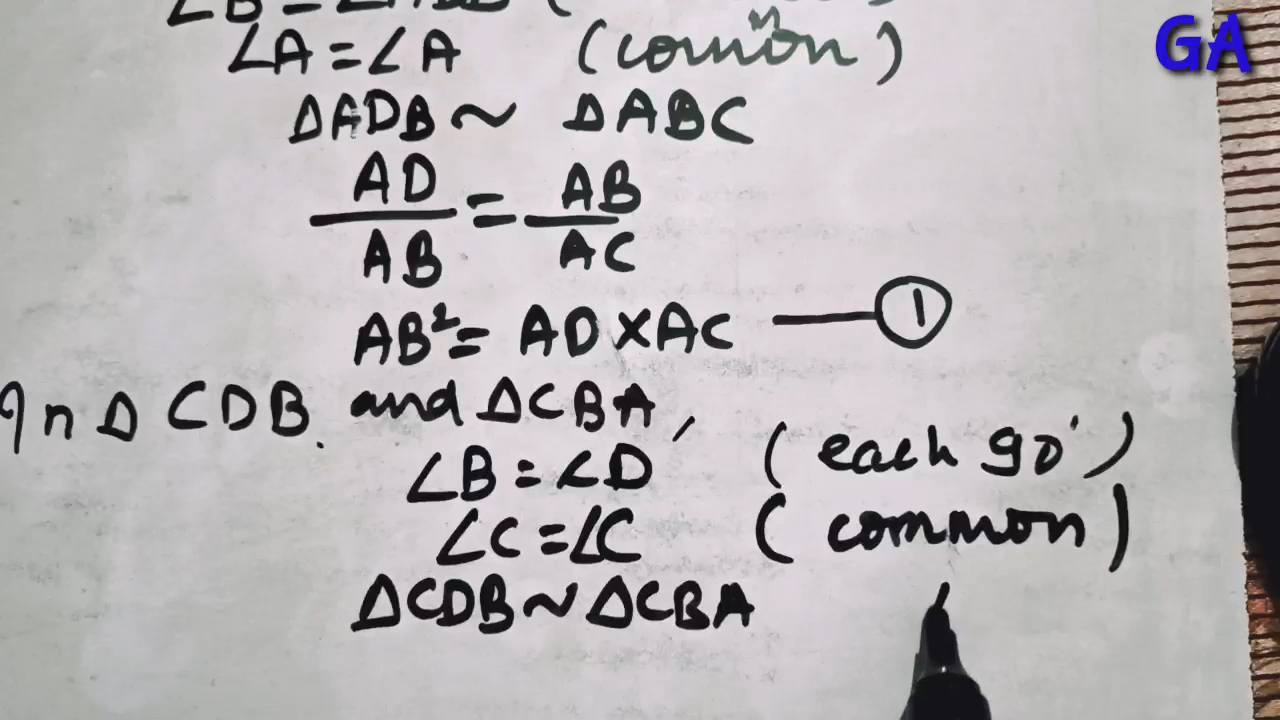 GA
∠A = ∠A (common)
ΔADB ~ ΔABC
AD/AB = AB/AC
AB² = AD × AC — ①
In Δ CDB. and ΔCBA,
∠B = ∠D (each 90°)
∠C = ∠C (common)
ΔCDB ~ ΔCBA